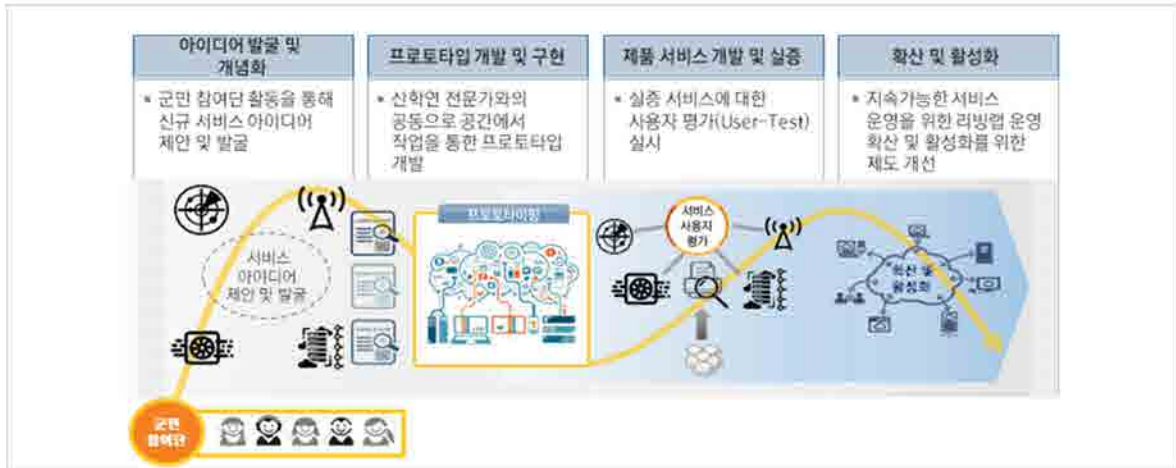 아이디어 발굴 및
개념화
프로토타입 개발 및 구현
제품 서비스 개발 및 실증
확산 및 활성화
▪ 군민 참여단 활동을 통해
신규 서비스 아이디어
제안 및 발굴
▪ 산학연 전문가와의
공동으로 공간에서
작업을 통한 프로토타입
개발
▪ 실증 서비스에 대한
사용자 평가(User-Test)
실시
▪ 지속가능한 서비스
운영을 위한 리빙랩 운영
확산 및 활성화를 위한
제도 개선
서비스
아이디어
제안 및 발굴
프로토타이핑
서비스
사용자
평가
확산 및
활성화
군민
참여단